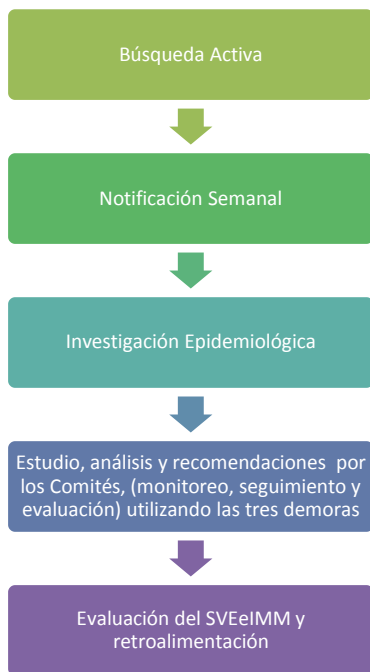 Búsqueda Activa
Notificación Semanal
Investigación Epidemiológica
Estudio, análisis y recomendaciones por
los Comités, (monitoreo, seguimiento y
evaluación) utilizando las tres demoras
Evaluación del SVEeIMM y
retroalimentación